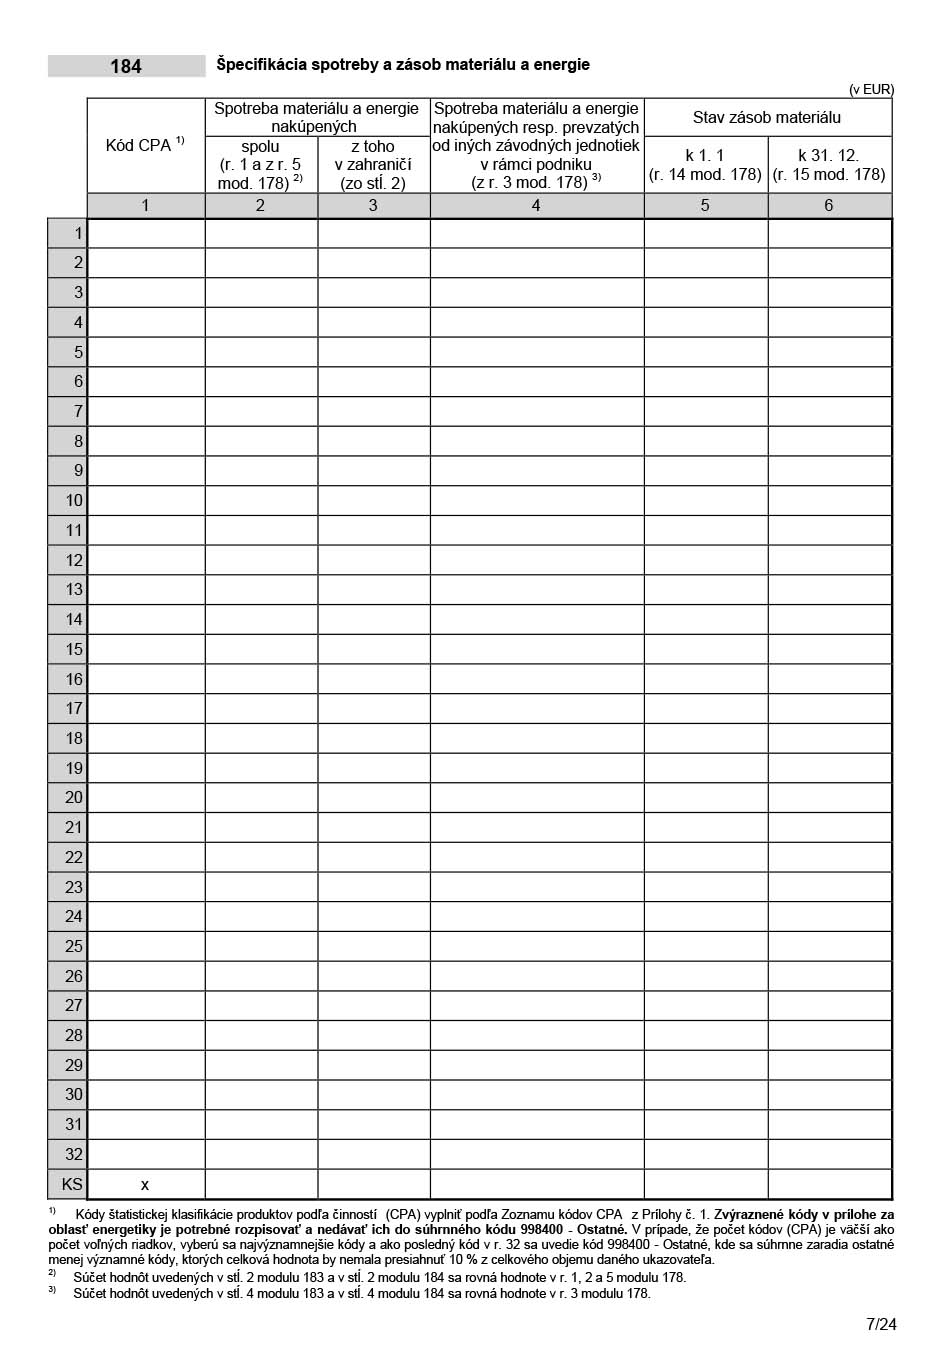 184 Špecifikácia spotreby a zásob materiálu a energie
(v EUR)
Kód CPA 1)
Spotreba materiálu a energie
nakúpených
spolu
(r. 1 a z r. 5
mod. 178) 2)
z toho
v zahraničí
(zo stĺ. 2)
Spotreba materiálu a energie
nakúpených resp. prevzatých
od iných závodných jednotiek
v rámci podniku
(z r. 3 mod. 178) 3)
Stav zásob materiálu
k 1. 1
(r. 14 mod. 178)
k 31. 12.
(r. 15 mod. 178)
1 2 3 4 5 6
1
2
3
4
5
6
7
8
9
10
11
12
13
14
15
16
17
18
19
20
21
22
23
24
25
26
27
28
29
30
31
32
KS x
1) Kódy štatistickej klasifikácie produktov podľa činností (CPA) vyplniť podľa Zoznamu kódov CPA z Prílohy č. 1. Zvýraznené kódy v prílohe za
oblasť energetiky je potrebné rozpisovať a nedávať ich do súhrnného kódu 998400 - Ostatné. V prípade, že počet kódov (CPA) je väčší ako
počet voľných riadkov, vyberú sa najvýznamnejšie kódy a ako posledný kód v r. 32 sa uvedie kód 998400 - Ostatné, kde sa súhrnne zaradia ostatné
menej významné kódy, ktorých celková hodnota by nemala presiahnuť 10 % z celkového objemu daného ukazovateľa.
2) Súčet hodnôt uvedených v stĺ. 2 modulu 183 a v stĺ. 2 modulu 184 sa rovná hodnote v r. 1, 2 a 5 modulu 178.
3) Súčet hodnôt uvedených v stĺ. 4 modulu 183 a v stĺ. 4 modulu 184 sa rovná hodnote v r. 3 modulu 178.
7/24